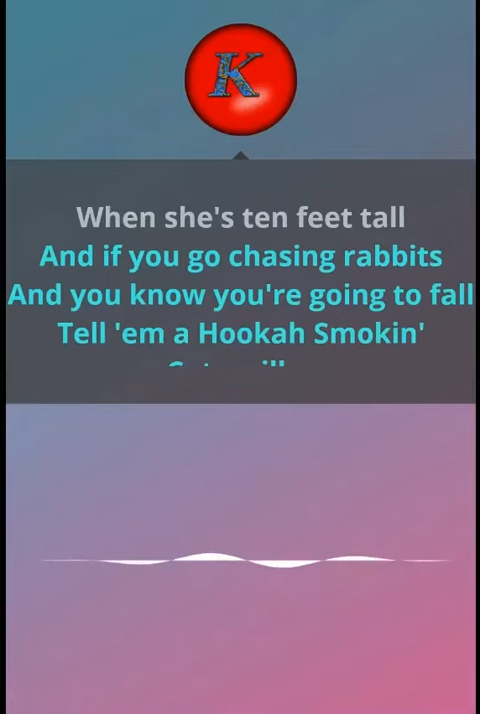 K
When she's ten feet tall
And if you go chasing rabbits
And you know you're going to fall
Tell 'em a Hookah Smokin'